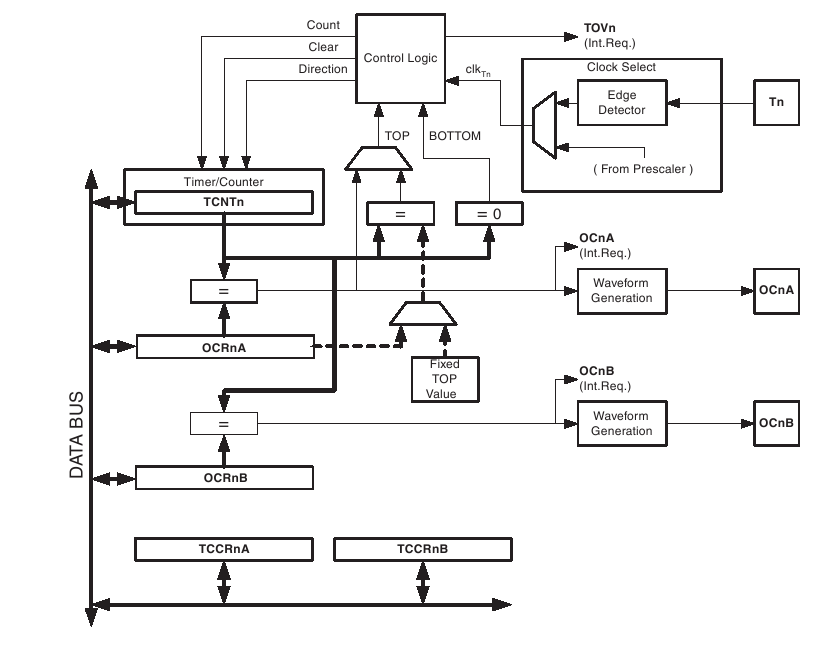 Count
Clear
Direction
Control Logic
TOVn
(Int.Req.)
clkTn
Clock Select
Edge
Detector
Tn
( From Prescaler )
TOP
BOTTOM
Timer/Counter
TCNTn
=
= 0
OCnA
(Int.Req.)
=
Waveform
Generation
OCnA
OCRnA
Fixed
TOP
Value
OCnB
(Int.Req.)
=
Waveform
Generation
OCnB
OCRnB
DATA BUS
TCCRnA
TCCRnB